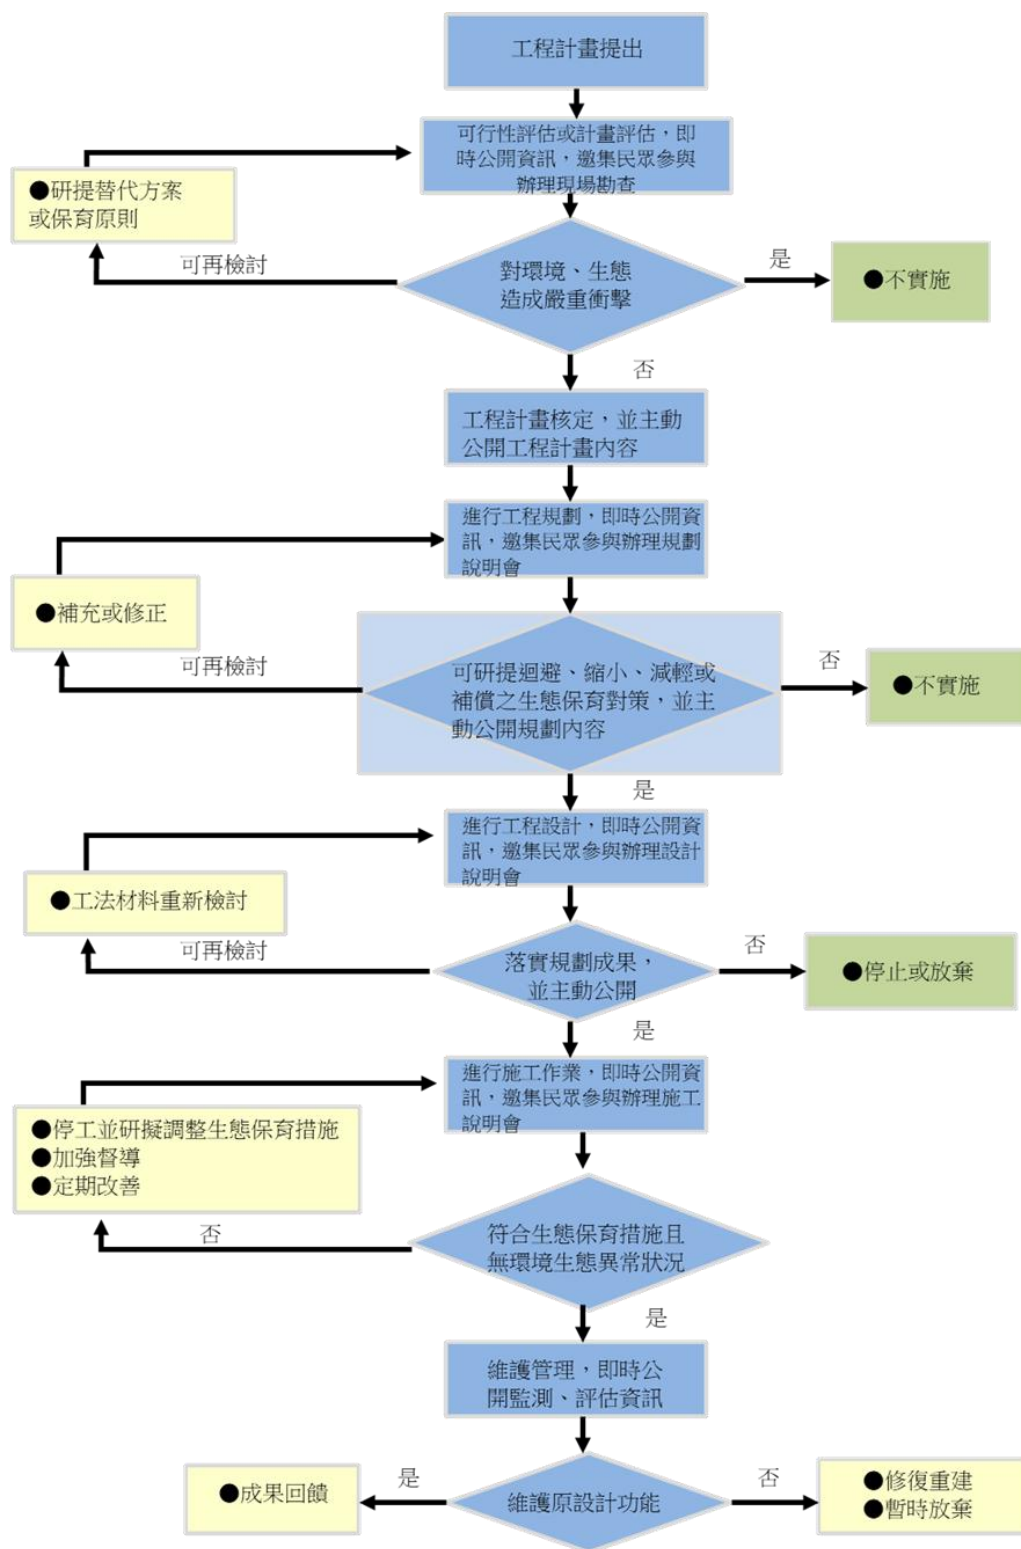 工程計畫提出
可行性評估或計畫評估，即
時公開資訊，邀集民眾參與
辦理現場勘查
●研提替代方案
或保育原則
可再檢討
對環境、生態
造成嚴重衝擊
是
●不實施
否
工程計畫核定，並主動
公開工程計畫內容
進行工程規劃，即時公開資
訊，邀集民眾參與辦理規劃
說明會
●補充或修正
可再檢討
可研提迴避、縮小、減輕或
補償之生態保育對策，並主
動公開規劃內容
否
●不實施
是
進行工程設計，即時公開資
訊，邀集民眾參與辦理設計
說明會
●工法材料重新檢討
可再檢討
落實規劃成果，
並主動公開
否
●停止或放棄
是
進行施工作業，即時公開資
訊，邀集民眾參與辦理施工
說明會
●停工並研擬調整生態保育措施
●加強督導
●定期改善
否
符合生態保育措施且
無環境生態異常狀況
是
維護管理，即時公
開監測、評估資訊
●成果回饋
是
維護原設計功能
否
●修復重建
●暫時放棄